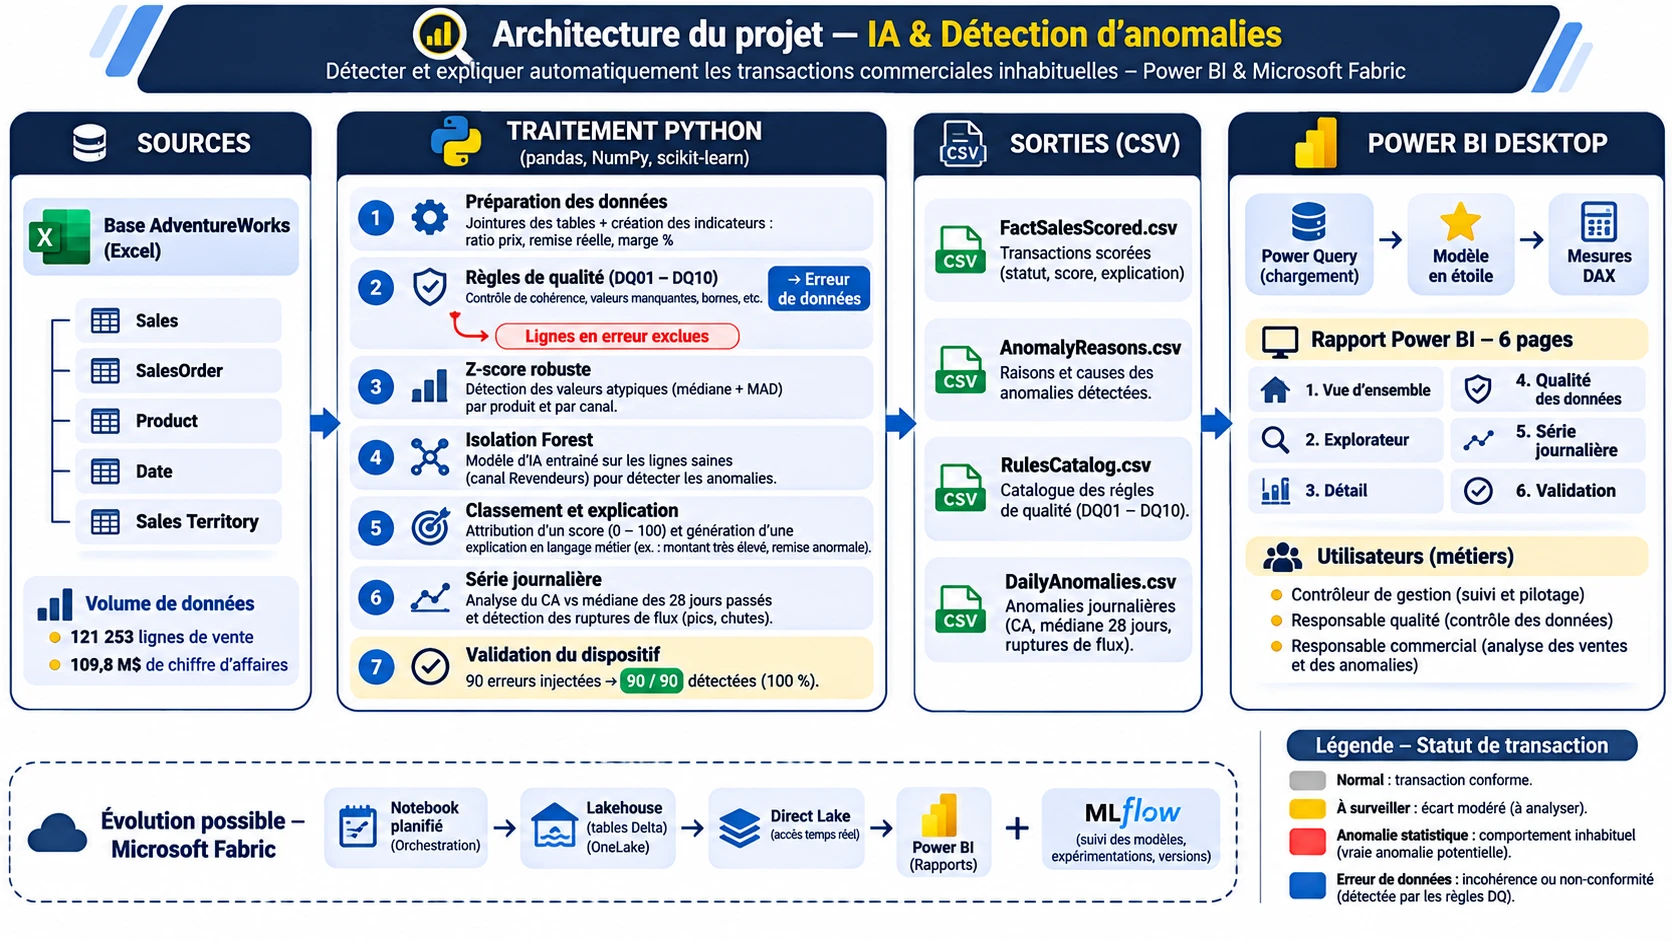 Architecture du projet — IA & Détection d'anomalies
Détecter et expliquer automatiquement les transactions commerciales inhabituelles – Power BI & Microsoft Fabric
SOURCES
X
Base AdventureWorks
(Excel)
Sales
SalesOrder
Product
Date
Sales Territory
Volume de données
121 253 lignes de vente
109,8 M$ de chiffre d'affaires
TRAITEMENT PYTHON
(pandas, NumPy, scikit-learn)
1
Préparation des données
Jointures des tables + création des indicateurs :
ratio prix, remise réelle, marge %
2
Règles de qualité (DQ01 – DQ10)
Contrôle de cohérence, valeurs manquantes, bornes, etc.
→ Erreur
de données
Lignes en erreur exclues
3
Z-score robuste
Détection des valeurs atypiques (médiane + MAD)
par produit et par canal.
4
Isolation Forest
Modèle d'IA entraîné sur les lignes saines
(canal Revendeurs) pour détecter les anomalies.
5
Classement et explication
Attribution d'un score (0 – 100) et génération d'une
explication en langage métier (ex. : montant très élevé, remise anormale).
6
Série journalière
Analyse du CA vs médiane des 28 jours passés
et détection des ruptures de flux (pics, chutes).
7
Validation du dispositif
90 erreurs injectées → 90 / 90 détectées (100 %).
CSV
SORTIES (CSV)
CSV
FactSalesScored.csv
Transactions scorées
(statut, score, explication)
CSV
AnomalyReasons.csv
Raisons et causes des
anomalies détectées.
CSV
RulesCatalog.csv
Catalogue des régles
de qualité (DQ01 – DQ10).
CSV
DailyAnomalies.csv
Anomalies journalières
(CA, médiane 28 jours,
ruptures de flux).
POWER BI DESKTOP
Power Query
(chargement)
Modèle
en étoile
Mesures
DAX
Rapport Power BI – 6 pages
1. Vue d'ensemble
2. Explorateur
3. Détail
4. Qualité
des données
5. Série
journalière
6. Validation
Utilisateurs (métiers)
Contrôleur de gestion (suivi et pilotage)
Responsable qualité (contrôle des données)
Responsable commercial (analyse des ventes
et des anomalies)
Évolution possible –
Microsoft Fabric
Notebook
planifié
(Orchestration)
Lakehouse
(tables Delta)
(OneLake)
Direct Lake
(accès temps réel)
Power BI
(Rapports)
+
MLflow
(suivi des modèles,
expérimentations, versions)
Légende – Statut de transaction
Normal : transaction conforme.
À surveiller : écart modéré (à analyser).
Anomalie statistique : comportement inhabituel
(vraie anomalie potentielle).
Erreur de données : incohérence ou non-conformité
(détectée par les règles DQ).